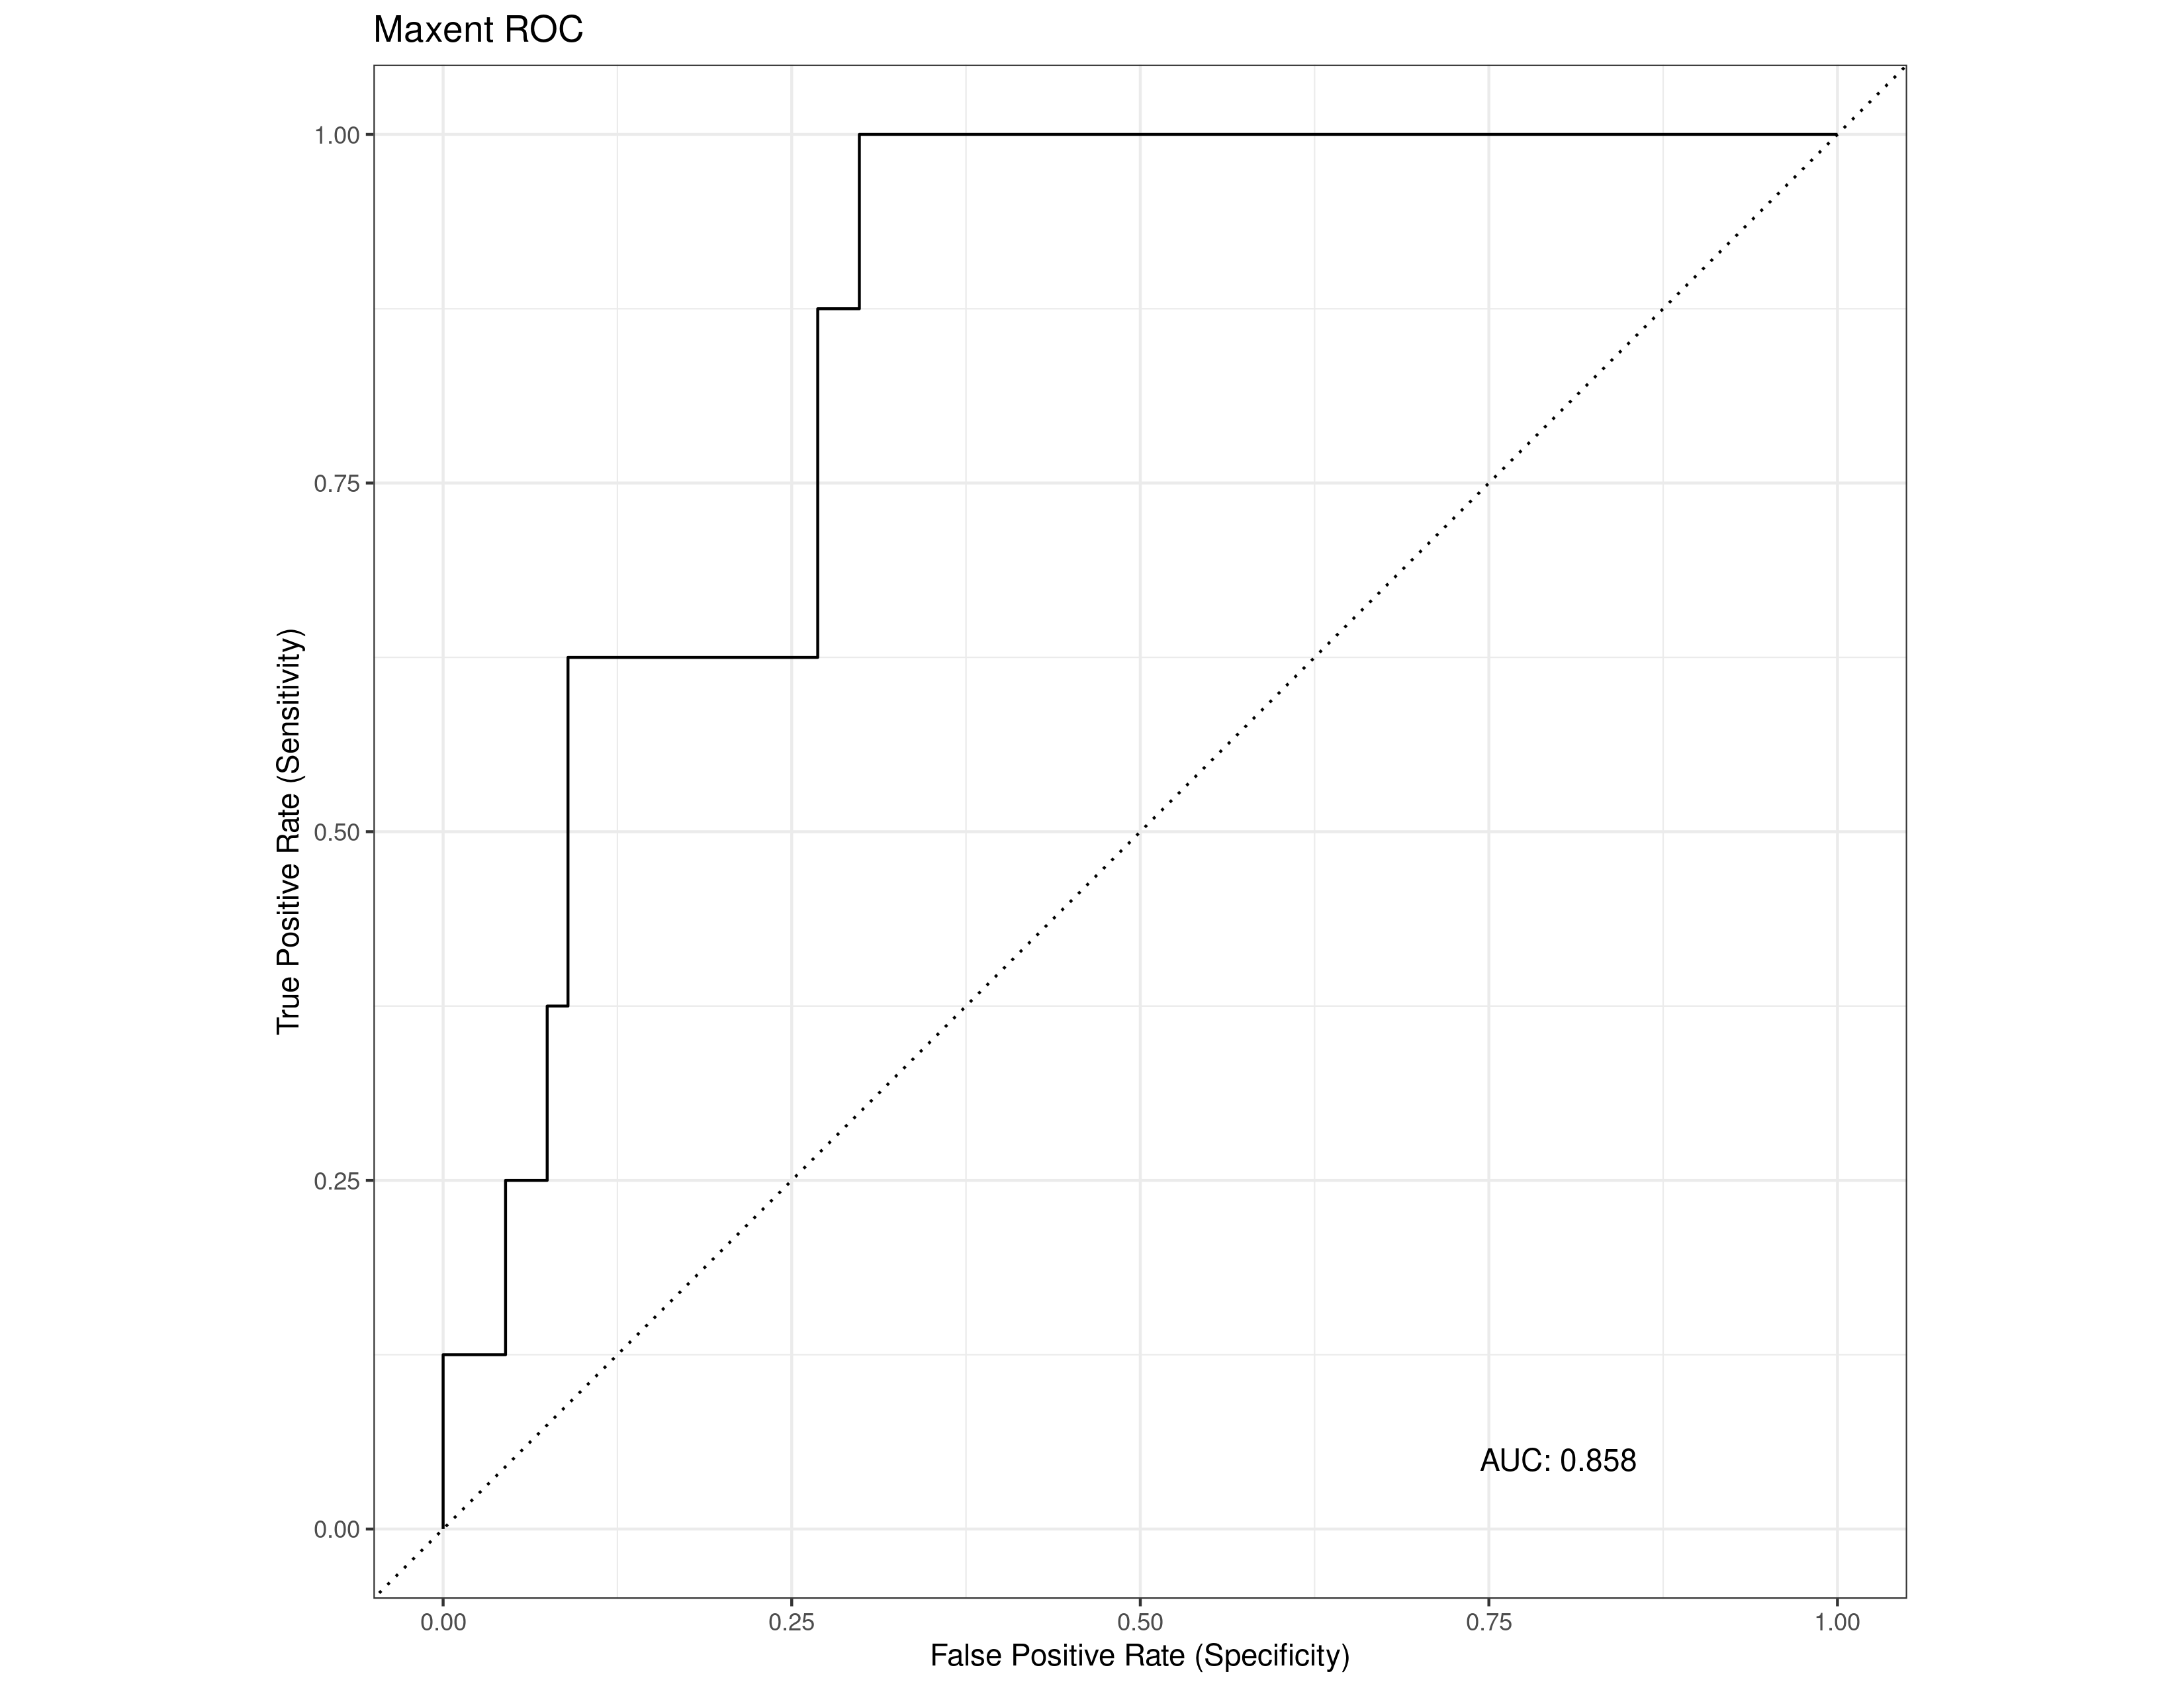 Maxent ROC
True Positive Rate (Sensitivity)
1.00
0.75
0.50
0.25
0.00
AUC: 0.858
0.00 0.25 0.50 0.75 1.00
False Positive Rate (Specificity)